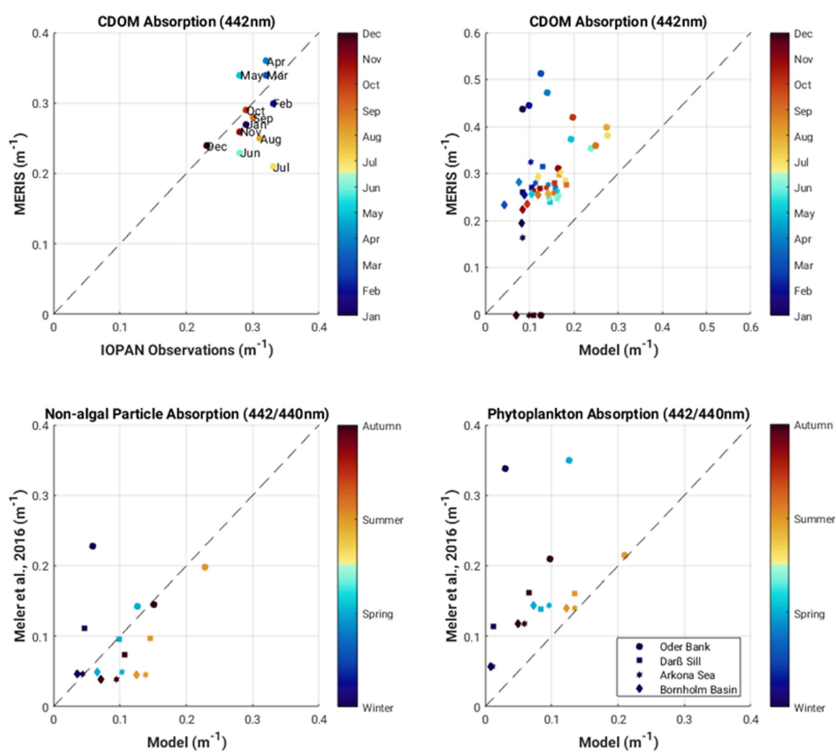 CDOM Absorption (442nm)
0.4
0.3
0.2
0.1
0
MERIS (m-1)
0
0.1
0.2
0.3
0.4
IOPAN Observations (m-1)
Apr
May
Mar
Feb
Oct
Sep
Jan
Nov
Aug
Dec
Jun
Jul
Dec
Nov
Oct
Sep
Aug
Jul
Jun
May
Apr
Mar
Feb
Jan
CDOM Absorption (442nm)
0.6
0.5
0.4
0.3
0.2
0.1
0
MERIS (m-1)
0
0.1
0.2
0.3
0.4
0.5
0.6
Model (m-1)
Dec
Nov
Oct
Sep
Aug
Jul
Jun
May
Apr
Mar
Feb
Jan
Non-algal Particle Absorption (442/440nm)
0.4
0.3
0.2
0.1
0
Meler et al., 2016 (m-1)
0
0.1
0.2
0.3
0.4
Model (m-1)
Autumn
Summer
Spring
Winter
Phytoplankton Absorption (442/440nm)
0.4
0.3
0.2
0.1
0
Meler et al., 2016 (m-1)
0
0.1
0.2
0.3
0.4
Model (m-1)
Oder Bank
Darß Sill
Arkona Sea
Bornholm Basin
Autumn
Summer
Spring
Winter